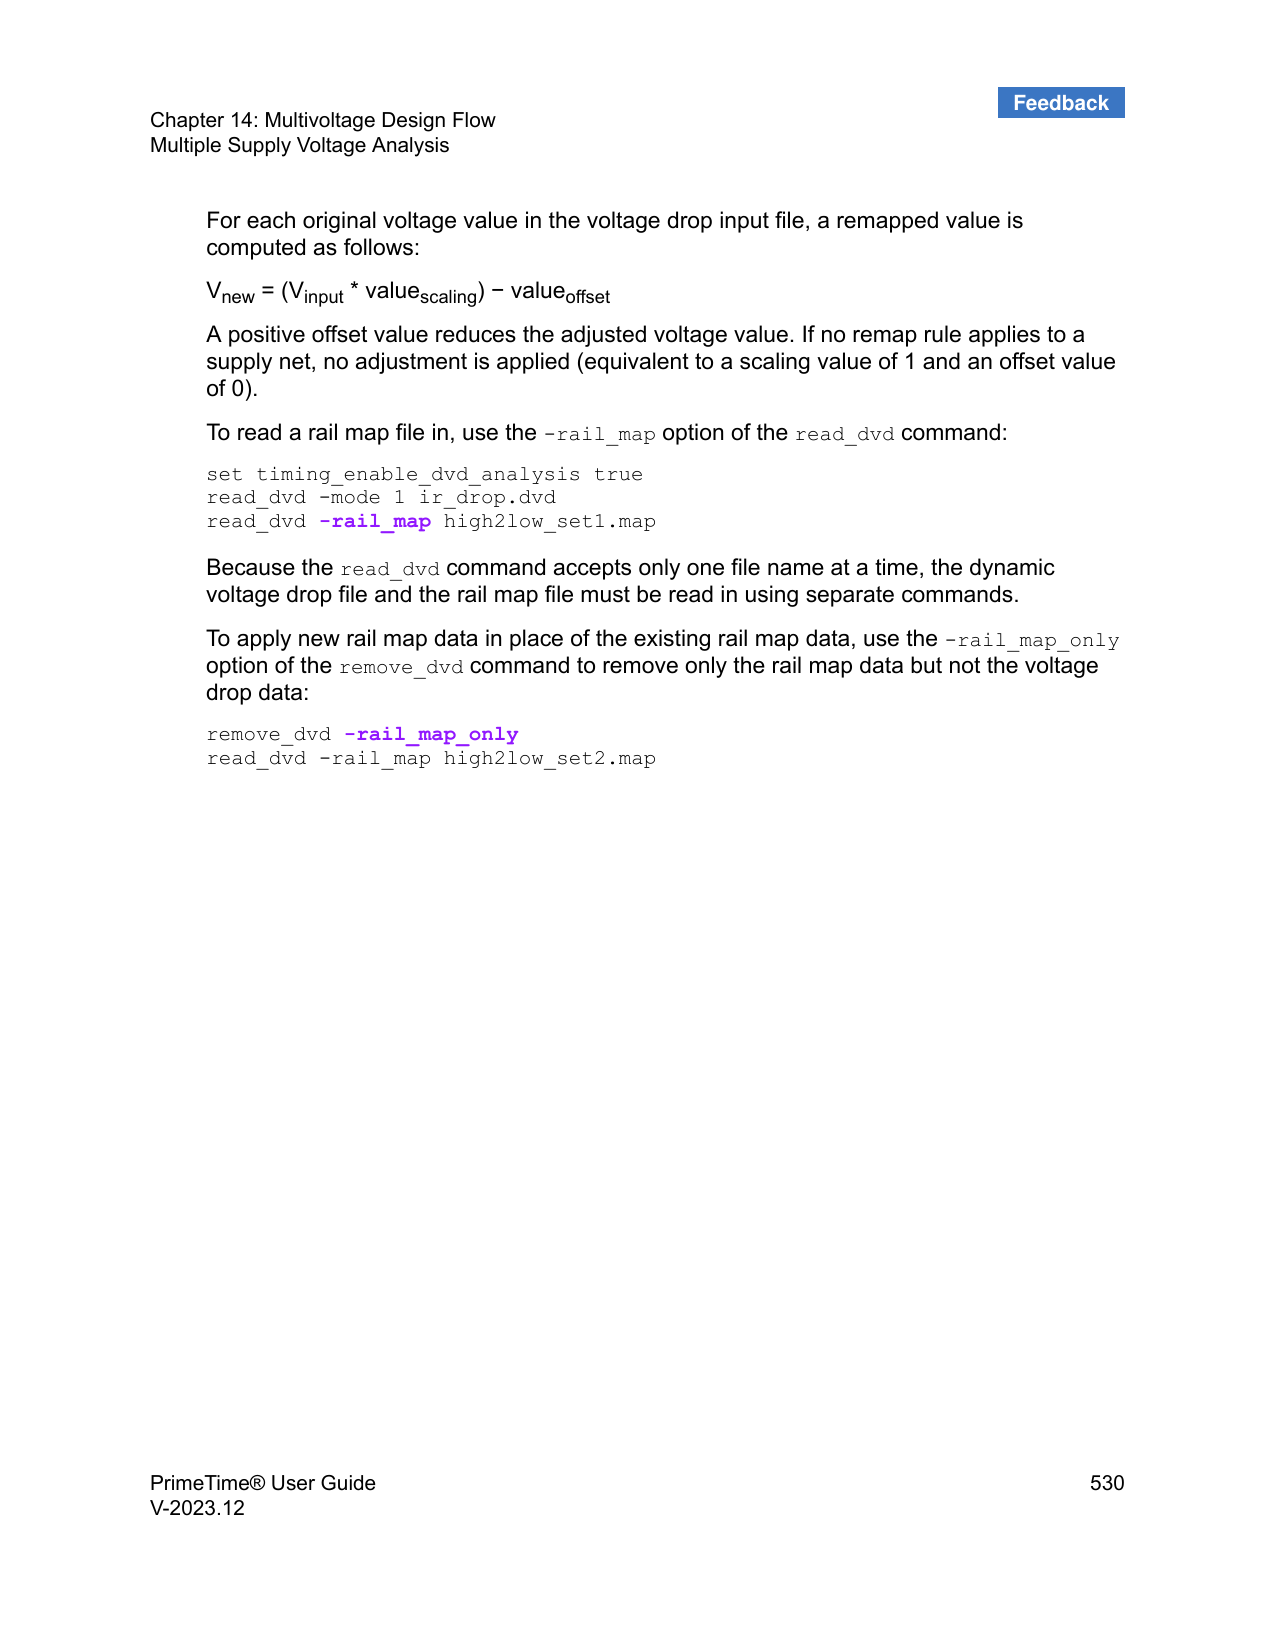 Feedback
Chapter 14: Multivoltage Design Flow
Multiple Supply Voltage Analysis
For each original voltage value in the voltage drop input file, a remapped value is
computed as follows:
Vnew = (Vinput * valuescaling) − valueoffset
A positive offset value reduces the adjusted voltage value. If no remap rule applies to a
supply net, no adjustment is applied (equivalent to a scaling value of 1 and an offset value
of 0).
To read a rail map file in, use the -rail_map option of the read_dvd command:
set timing_enable_dvd_analysis true
read_dvd -mode 1 ir_drop.dvd
read_dvd -rail_map high2low_set1.map
Because the read_dvd command accepts only one file name at a time, the dynamic
voltage drop file and the rail map file must be read in using separate commands.
To apply new rail map data in place of the existing rail map data, use the -rail_map_only
option of the remove_dvd command to remove only the rail map data but not the voltage
drop data:
remove_dvd -rail_map_only
read_dvd -rail_map high2low_set2.map
PrimeTime® User Guide
530
V-2023.12